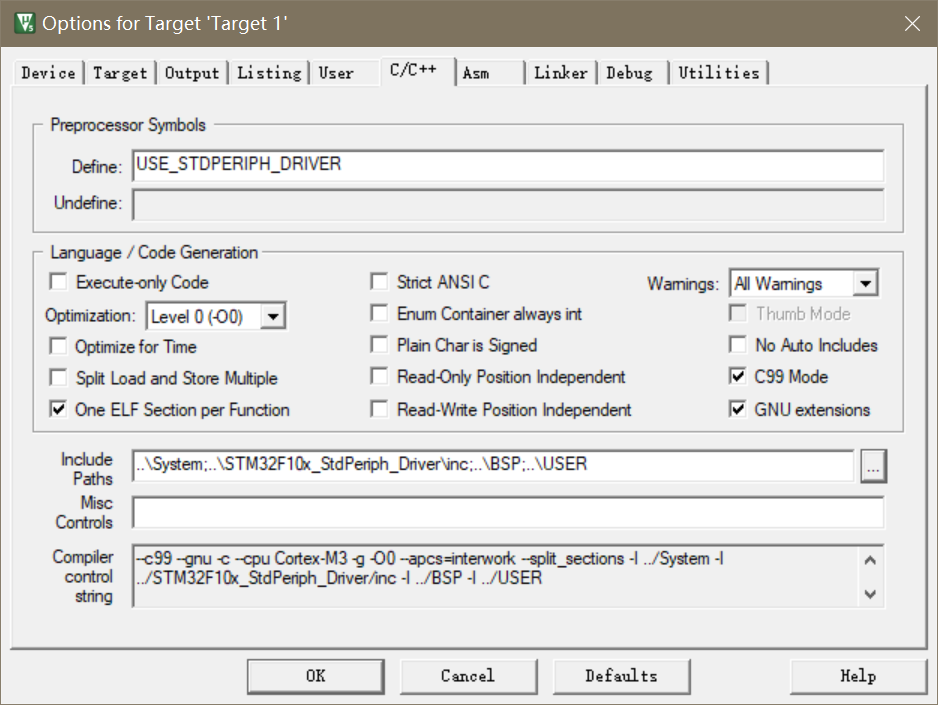 Options for Target 'Target 1'
Device Target Output Listing User C/C++ Asm Linker Debug Utilities
Preprocessor Symbols
Define: USE_STDPERIPH_DRIVER
Undefine:
Language / Code Generation
Execute-only Code Strict ANSI C Warnings: All Warnings
Optimization: Level 0 (-O0) Enum Container always int Thumb Mode
Optimize for Time Plain Char is Signed No Auto Includes
Split Load and Store Multiple Read-Only Position Independent C99 Mode
One ELF Section per Function Read-Write Position Independent GNU extensions
Include Paths ..\System;..\STM32F10x_StdPeriph_Driver\inc;..\BSP;..\USER ...
Misc Controls
Compiler control string --c99 --gnu -c --cpu Cortex-M3 -g -O0 --apcs=interwork --split_sections -I ../System -I
../STM32F10x_StdPeriph_Driver/inc -I ../BSP -I ../USER
OK Cancel Defaults Help